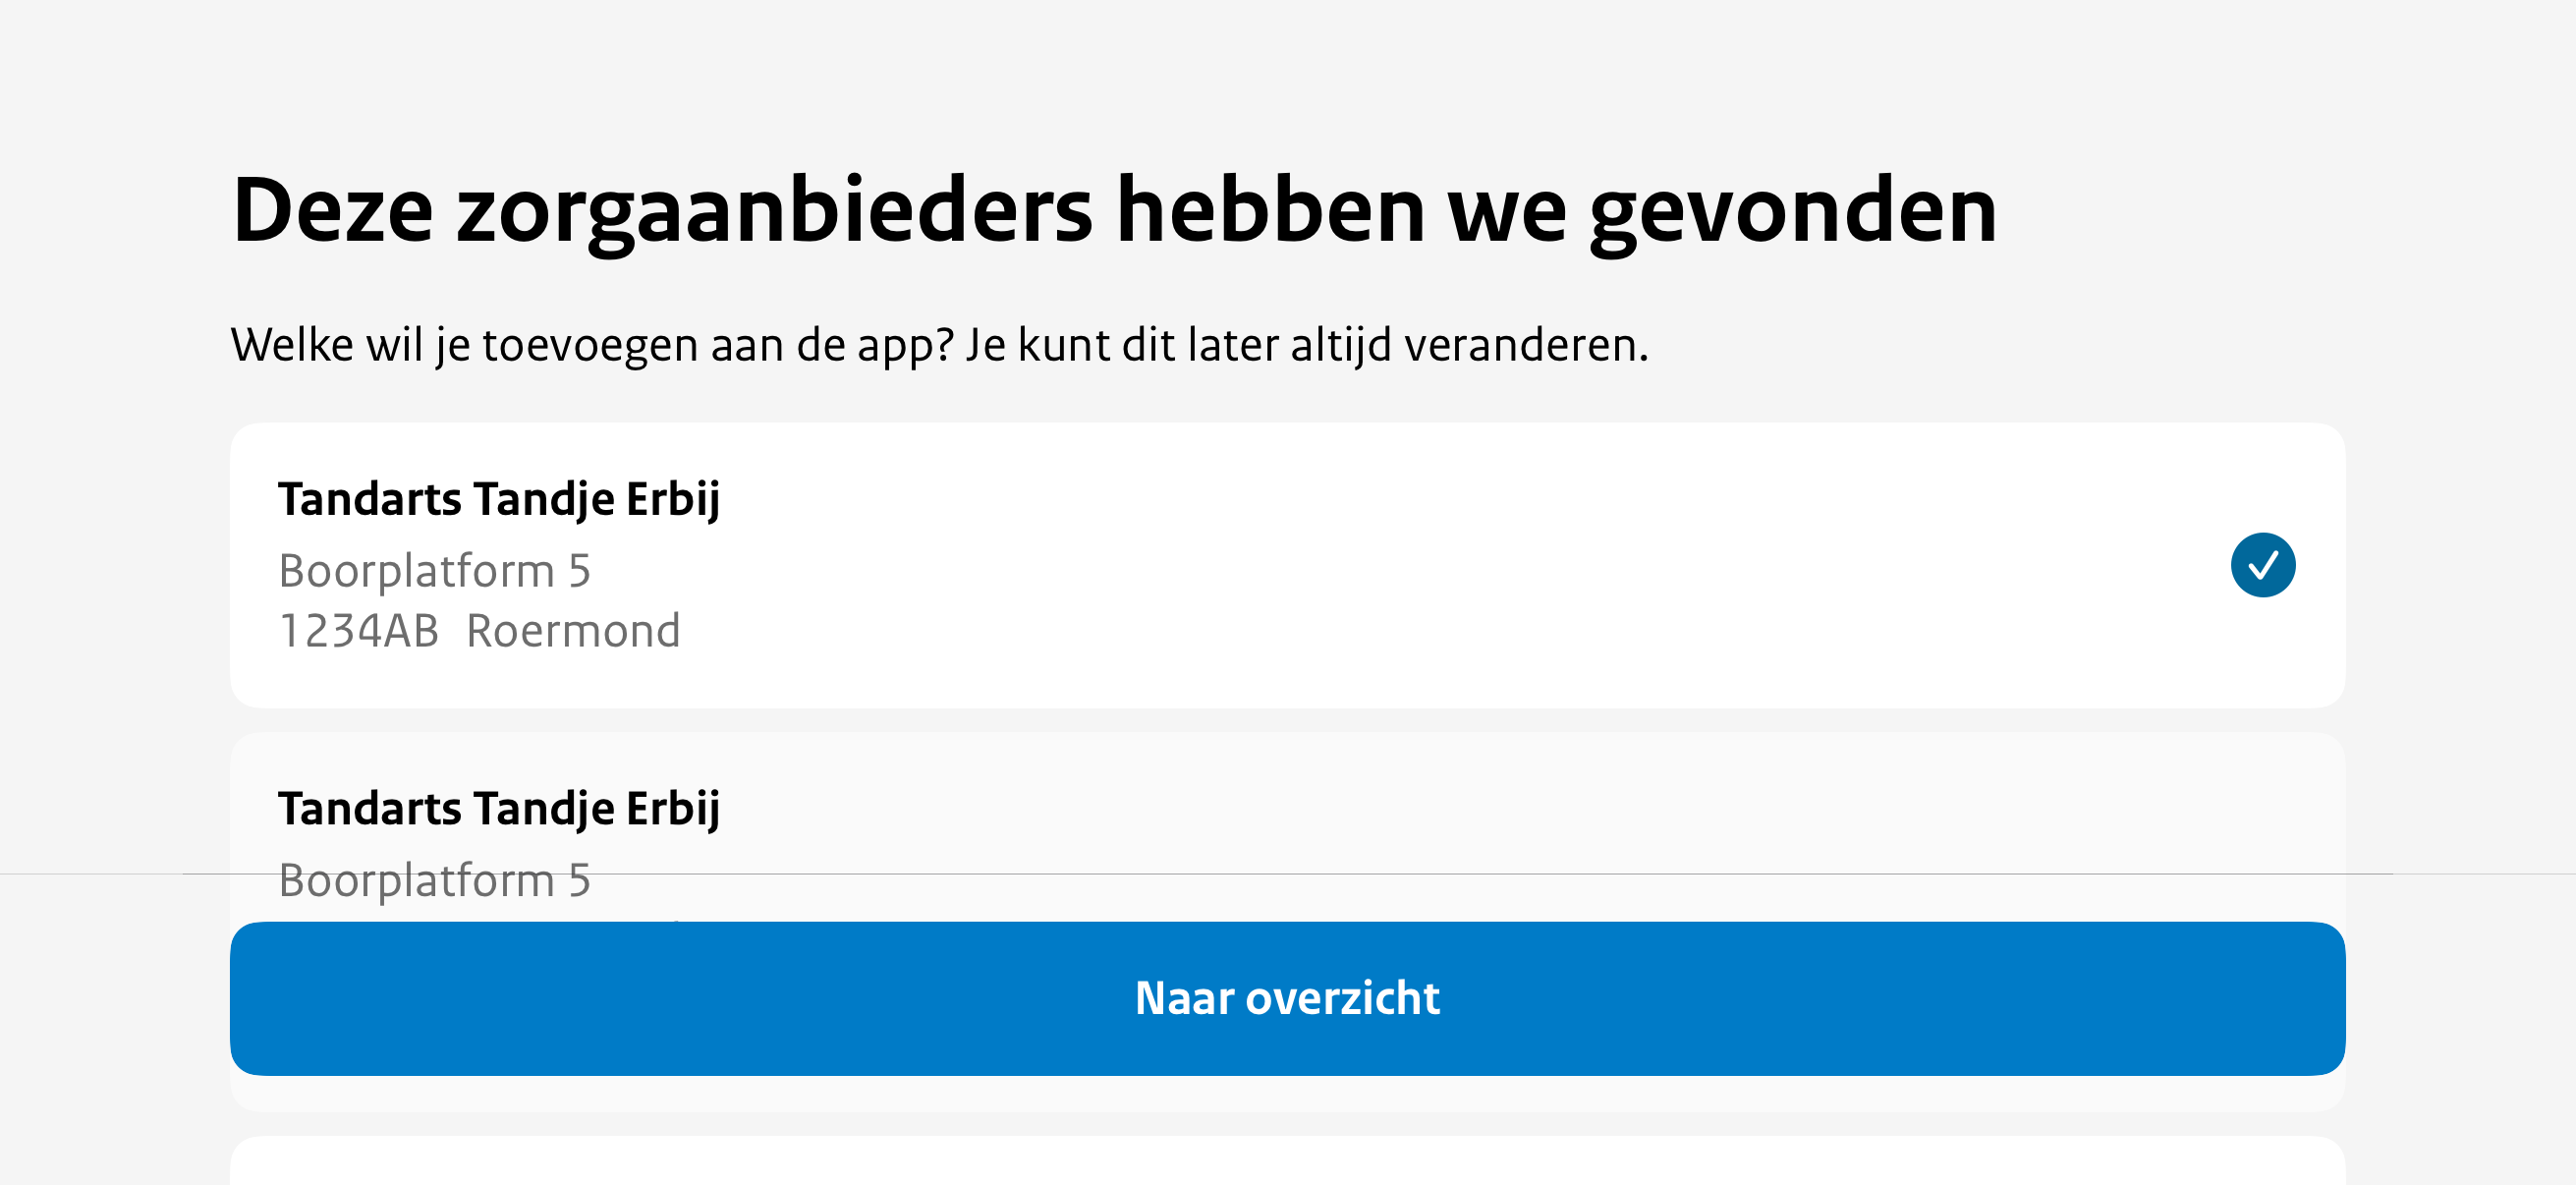 Deze zorgaanbieders hebben we gevonden
Welke wil je toevoegen aan de app? Je kunt dit later altijd veranderen.
Tandarts Tandje Erbij
Boorplatform 5
1234AB Roermond
Tandarts Tandje Erbij
Boorplatform 5
Naar overzicht